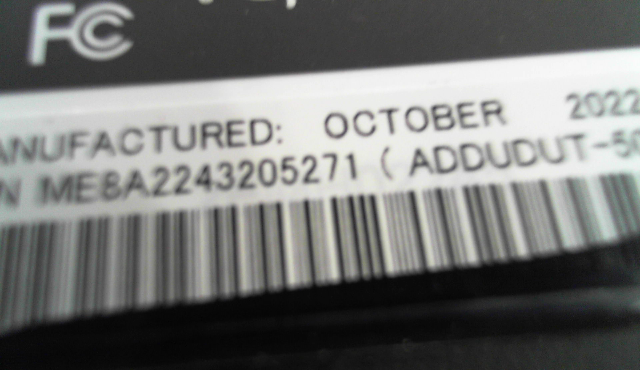 FC
ANUFACTURED: OCTOBER 2022
N ME8A2243205271 ( ADDUDUT-5